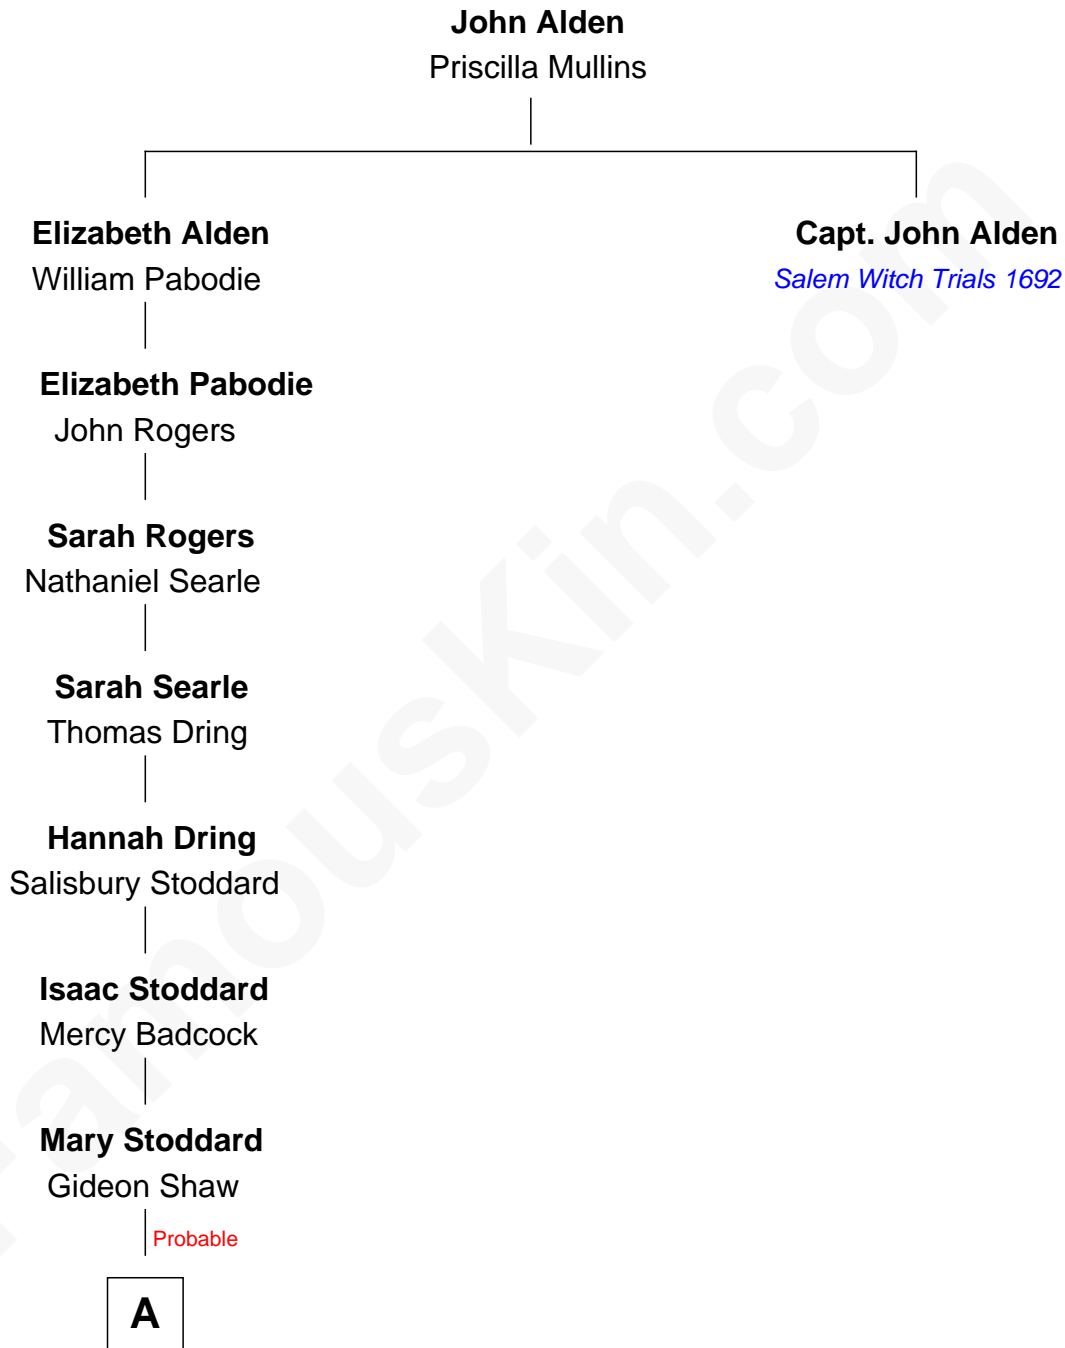 John Alden
Priscilla Mullins
Elizabeth Alden
William Pabodie
Capt. John Alden
Salem Witch Trials 1692
Elizabeth Pabodie
John Rogers
Sarah Rogers
Nathaniel Searle
Sarah Searle
Thomas Dring
Hannah Dring
Salisbury Stoddard
Isaac Stoddard
Mercy Badcock
Mary Stoddard
Gideon Shaw
Probable
A
FamousKin.com